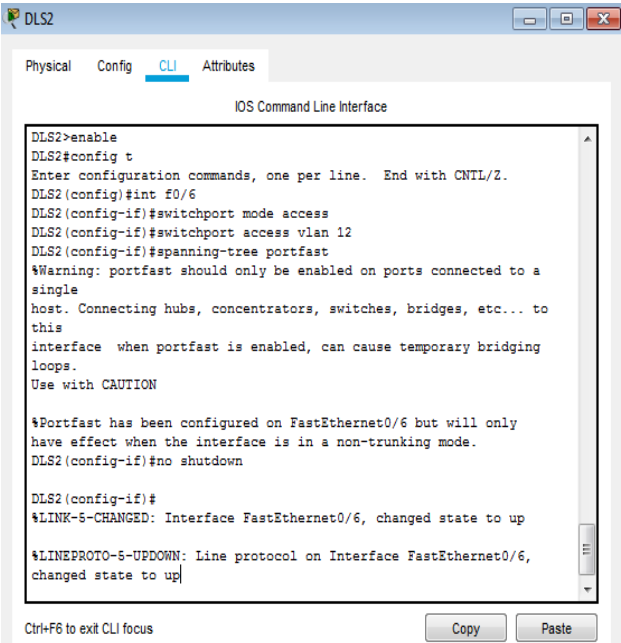 DLS2
Physical Config CLI Attributes
IOS Command Line Interface
DLS2>enable
DLS2#config t
Enter configuration commands, one per line. End with CNTL/Z.
DLS2(config)#int f0/6
DLS2(config-if)#switchport mode access
DLS2(config-if)#switchport access vlan 12
DLS2(config-if)#spanning-tree portfast
%Warning: portfast should only be enabled on ports connected to a
single
host. Connecting hubs, concentrators, switches, bridges, etc... to
this
interface when portfast is enabled, can cause temporary bridging
loops.
Use with CAUTION
%Portfast has been configured on FastEthernet0/6 but will only
have effect when the interface is in a non-trunking mode.
DLS2(config-if)#no shutdown
DLS2(config-if)#
%LINK-5-CHANGED: Interface FastEthernet0/6, changed state to up
%LINEPROTO-5-UPDOWN: Line protocol on Interface FastEthernet0/6,
changed state to up
Ctrl+F6 to exit CLI focus
Copy Paste